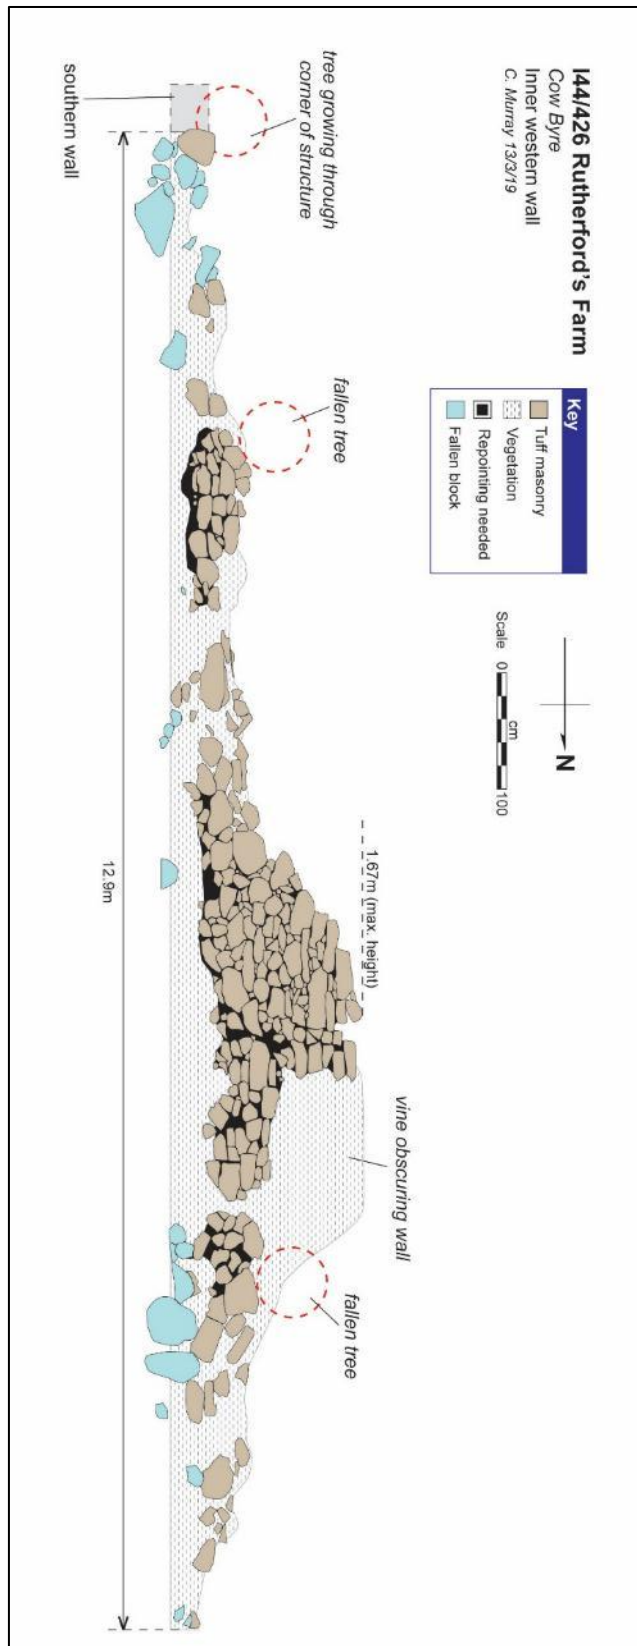 I44/426 Rutherford's Farm
Cow Byre
Inner western wall
C. Murray 13/3/19
Key
Tuff masonry
Vegetation
Repointing needed
Fallen block
N
Scale 0 cm 100
tree growing through
corner of structure
southern wall
fallen tree
1.67m (max. height)
vine obscuring wall
fallen tree
12.9m